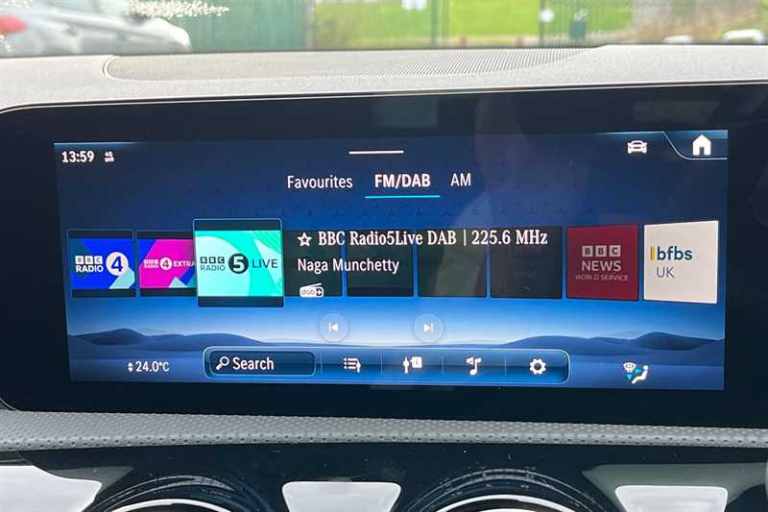 13:59
Favourites FM/DAB AM
BBC RADIO 4
BBC RADIO 4 EXTRA
BBC RADIO 5 LIVE
BBC Radio5Live DAB | 225.6 MHz
Naga Munchetty
dab
BBC
NEWS
WORLD SERVICE
bfbs
UK
24.0°C
Search